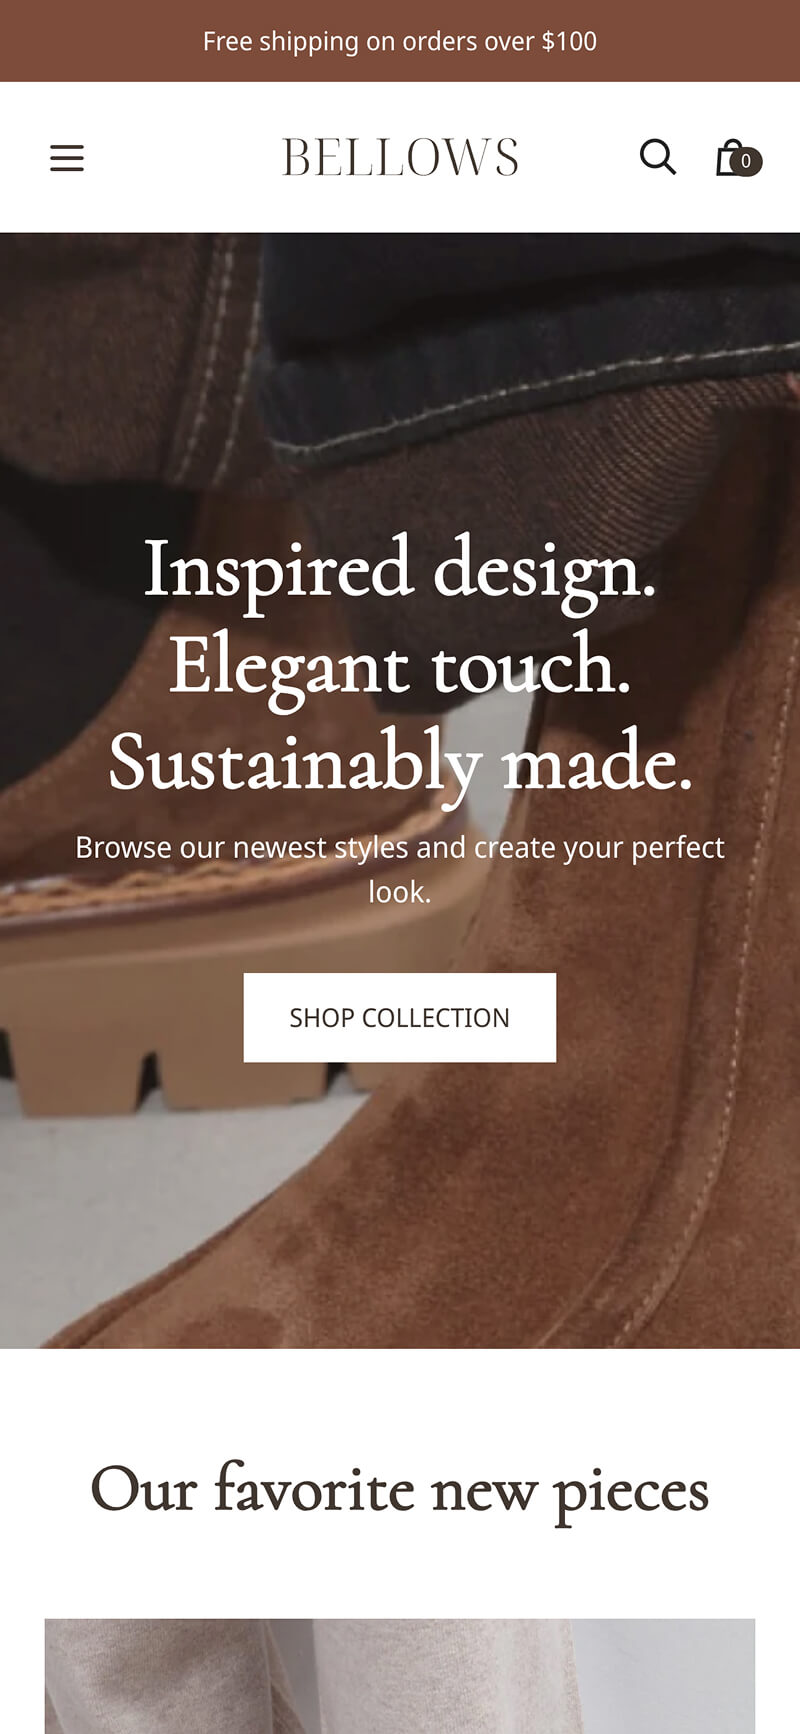 Free shipping on orders over $100
BELLOWS
0
Inspired design.
Elegant touch.
Sustainably made.
Browse our newest styles and create your perfect
look.
SHOP COLLECTION
Our favorite new pieces